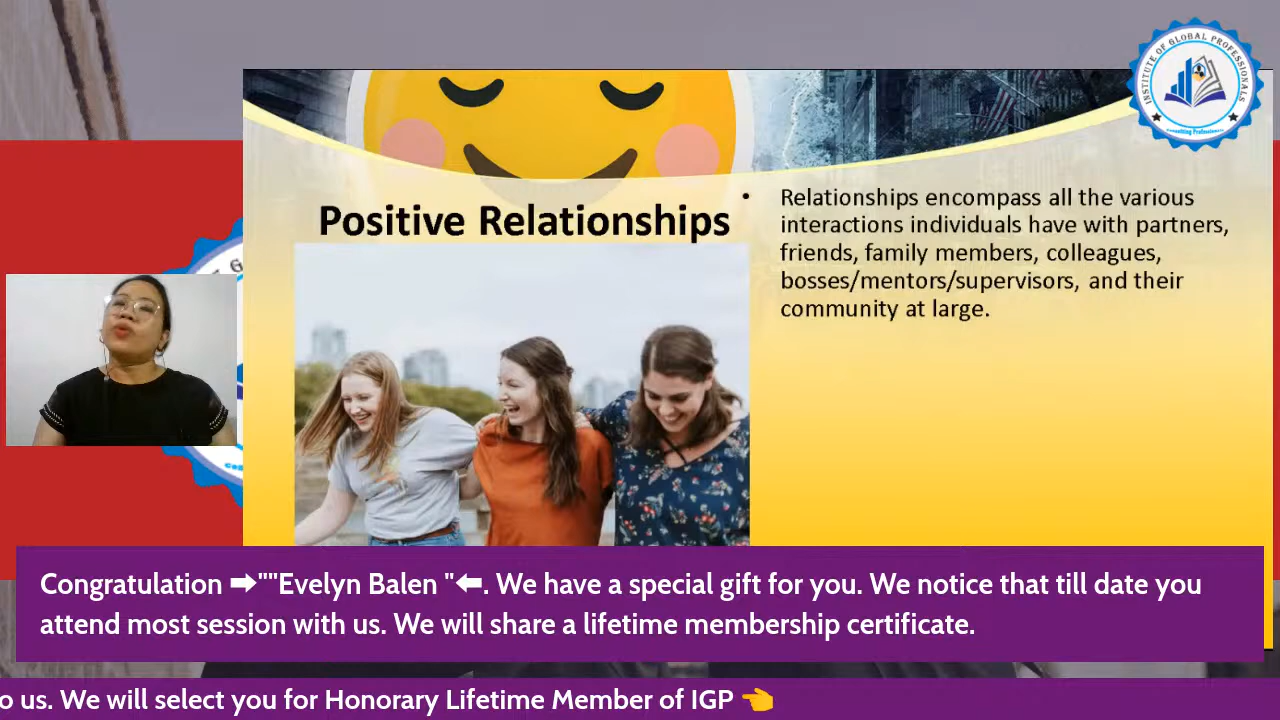 INSTITUTE OF GLOBAL PROFESSIONALS
Consulting Professionals
Positive Relationships
• Relationships encompass all the various
interactions individuals have with partners,
friends, family members, colleagues,
bosses/mentors/supervisors, and their
community at large.
Congratulation ➡""Evelyn Balen "⬅. We have a special gift for you. We notice that till date you
attend most session with us. We will share a lifetime membership certificate.
o us. We will select you for Honorary Lifetime Member of IGP 👈